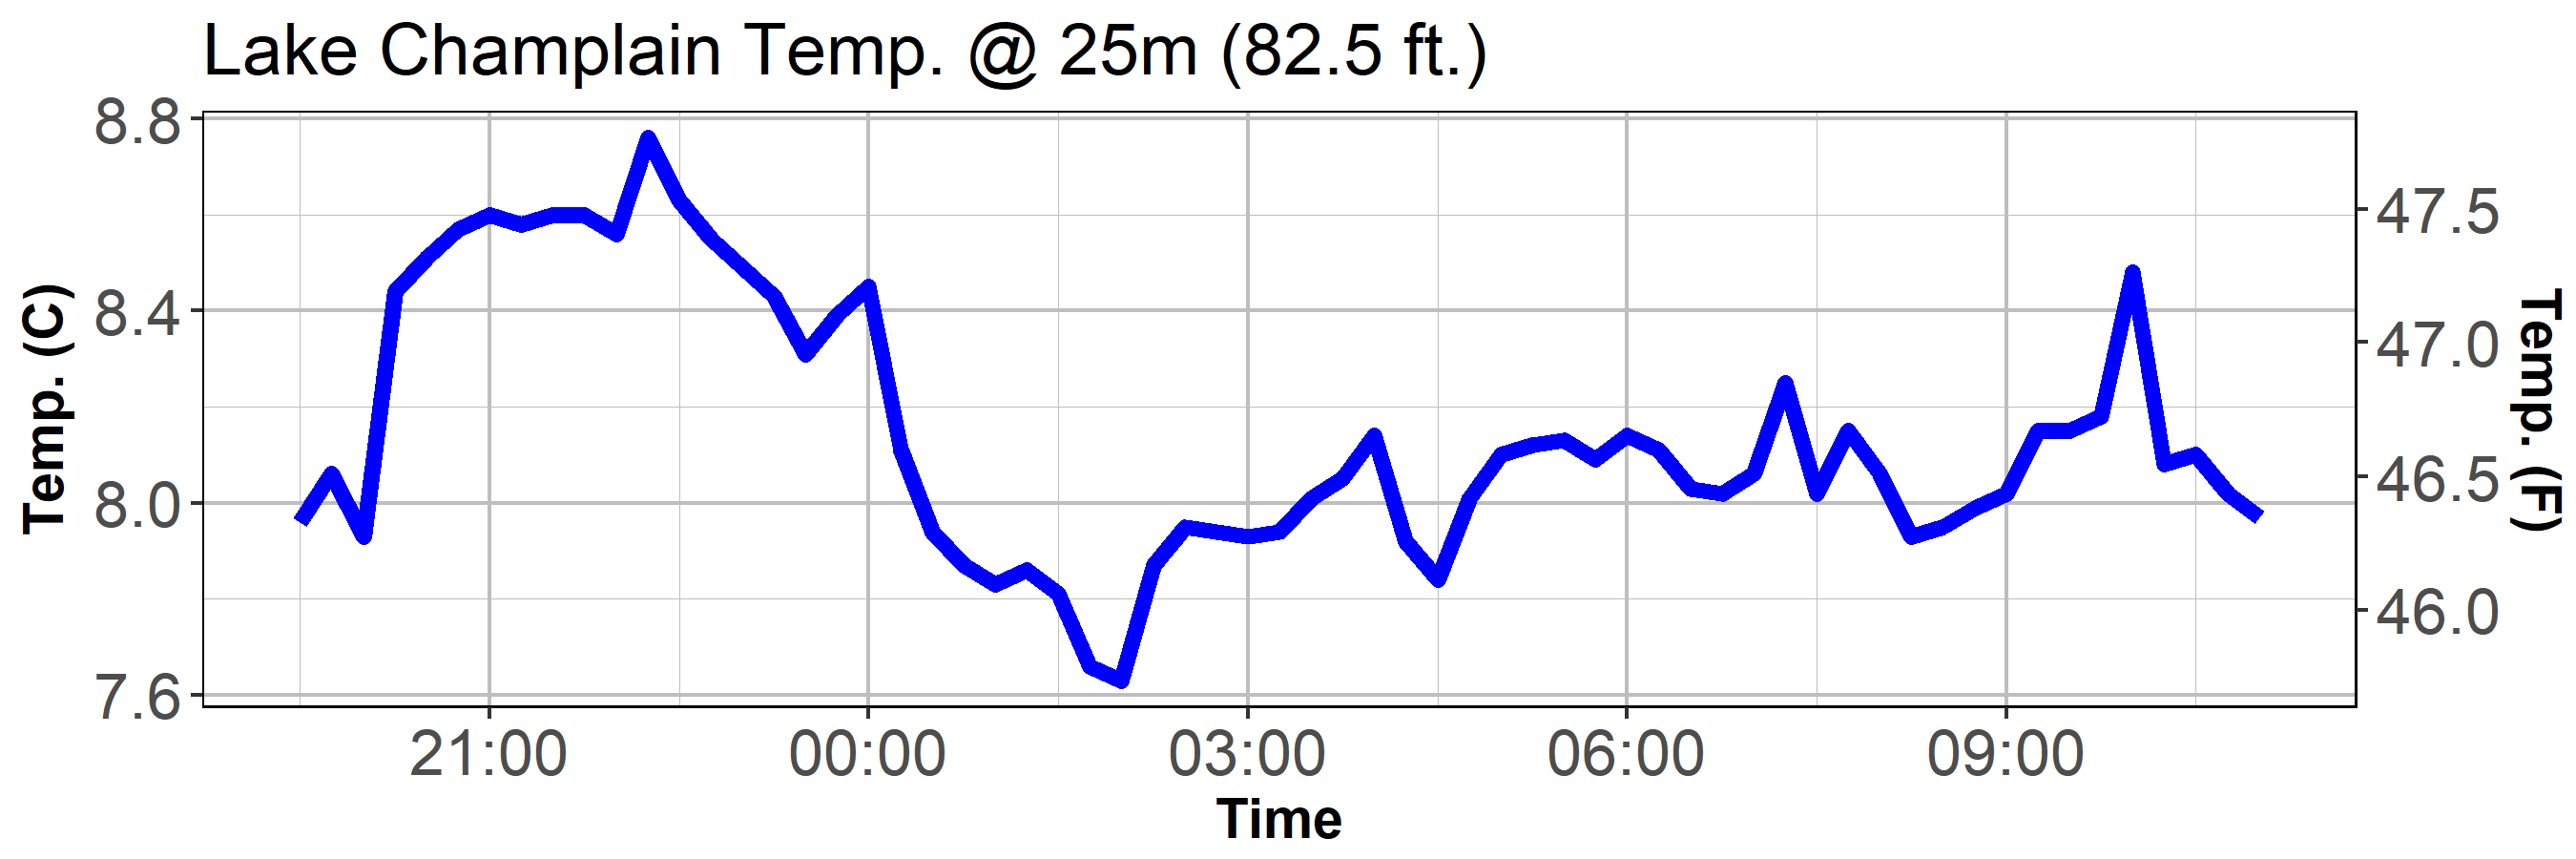 Lake Champlain Temp. @ 25m (82.5 ft.)
8.8
8.4
8.0
7.6
Temp. (C)
47.5
47.0
46.5
46.0
Temp. (F)
21:00 00:00 03:00 06:00 09:00
Time